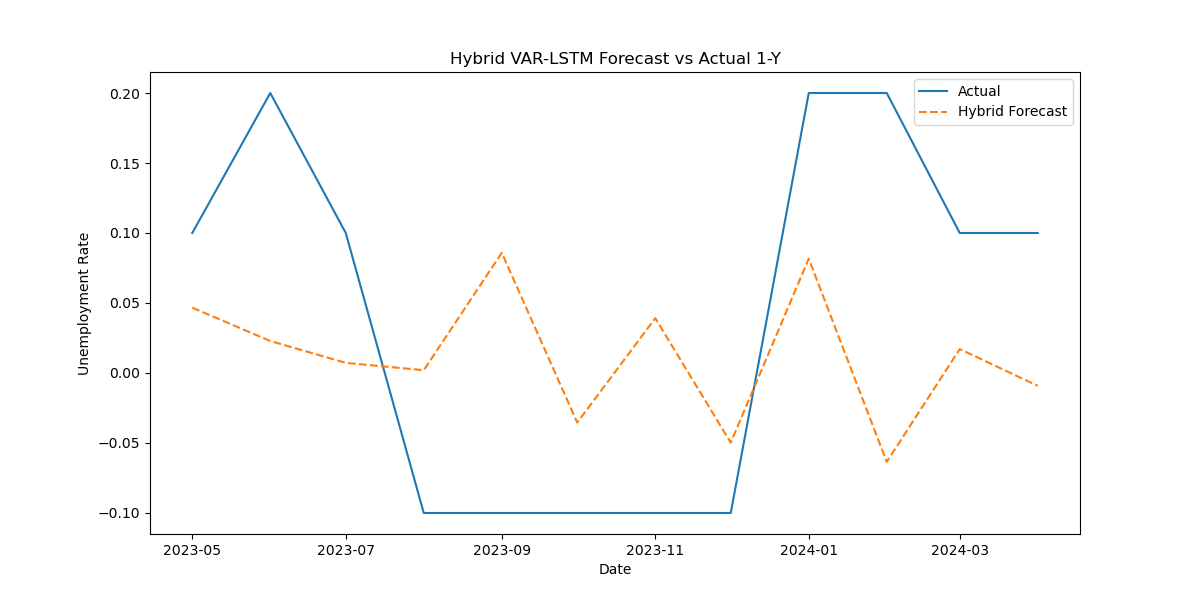 Hybrid VAR-LSTM Forecast vs Actual 1-Y
Actual
Hybrid Forecast
0.20
0.15
0.10
0.05
0.00
−0.05
−0.10
Unemployment Rate
2023-05 2023-07 2023-09 2023-11 2024-01 2024-03
Date